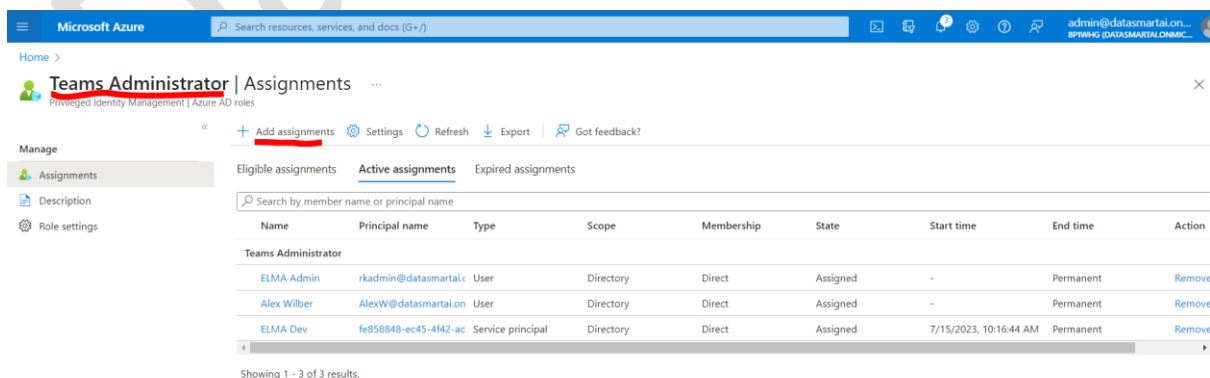 Microsoft Azure Search resources, services, and docs (G+/) 3 admin@datasmartai.on...
8P1WHG (DATASMARTAI.ONMIC...
Home >
Teams Administrator | Assignments ...
Privileged Identity Management | Azure AD roles
Add assignments Settings Refresh Export Got feedback?
Manage
Eligible assignments Active assignments Expired assignments
Assignments
Description Search by member name or principal name
Role settings Name Principal name Type Scope Membership State Start time End time Action
Teams Administrator
ELMA Admin rkadmin@datasmartai.c User Directory Direct Assigned - Permanent Remove
Alex Wilber AlexW@datasmartai.on User Directory Direct Assigned - Permanent Remove
ELMA Dev fe858848-ec45-4f42-ac Service principal Directory Direct Assigned 7/15/2023, 10:16:44 AM Permanent Remove
Showing 1 - 3 of 3 results.